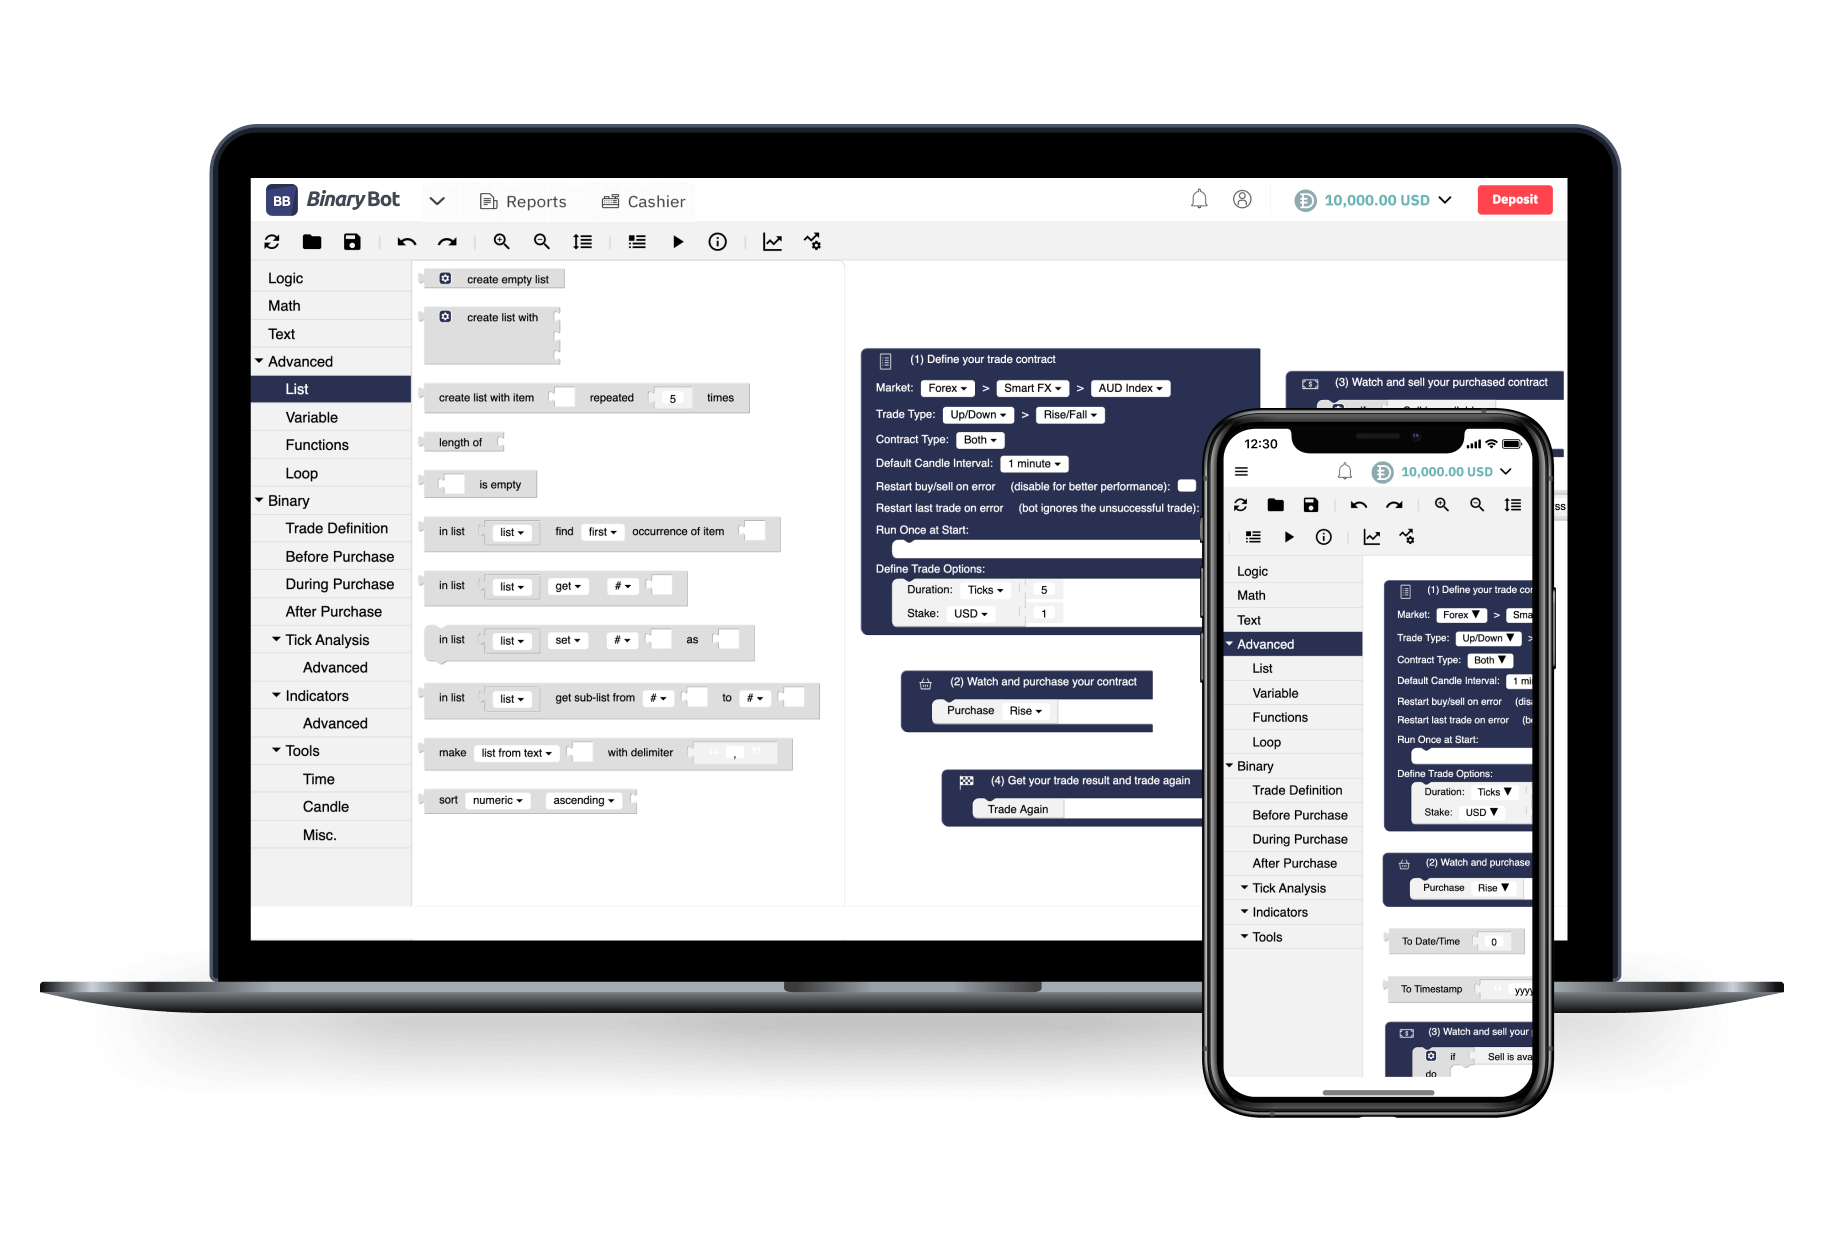 BB BinaryBot Reports Cashier 10,000.00 USD Deposit
Logic
Math
Text
Advanced
List
Variable
Functions
Loop
Binary
Trade Definition
Before Purchase
During Purchase
After Purchase
Tick Analysis
Advanced
Indicators
Advanced
Tools
Time
Candle
Misc.
create empty list
create list with
create list with item repeated 5 times
length of
is empty
in list list find first occurrence of item
in list list get #
in list list set # as
in list list get sub-list from # to #
make list from text with delimiter “ , ”
sort numeric ascending
(1) Define your trade contract
Market: Forex > Smart FX > AUD Index
Trade Type: Up/Down > Rise/Fall
Contract Type: Both
Default Candle Interval: 1 minute
Restart buy/sell on error (disable for better performance):
Restart last trade on error (bot ignores the unsuccessful trade):
Run Once at Start:
Define Trade Options:
Duration: Ticks 5
Stake: USD 1
(2) Watch and purchase your contract
Purchase Rise
(4) Get your trade result and trade again
Trade Again
(3) Watch and sell your purchased contract
12:30
10,000.00 USD
Logic
Math
Text
Advanced
List
Variable
Functions
Loop
Binary
Trade Definition
Before Purchase
During Purchase
After Purchase
Tick Analysis
Indicators
Tools
(1) Define your trade
Market: Forex >
Trade Type: Up/Down >
Contract Type: Both
Default Candle Interval: 1
Restart buy/sell on error
Restart last trade on error
Run Once at Start:
Define Trade Options:
Duration: Ticks
Stake: USD
(2) Watch and purchase
Purchase Rise
To Date/Time 0
To Timestamp “ yyyy
(3) Watch and sell your
if Sell is
do